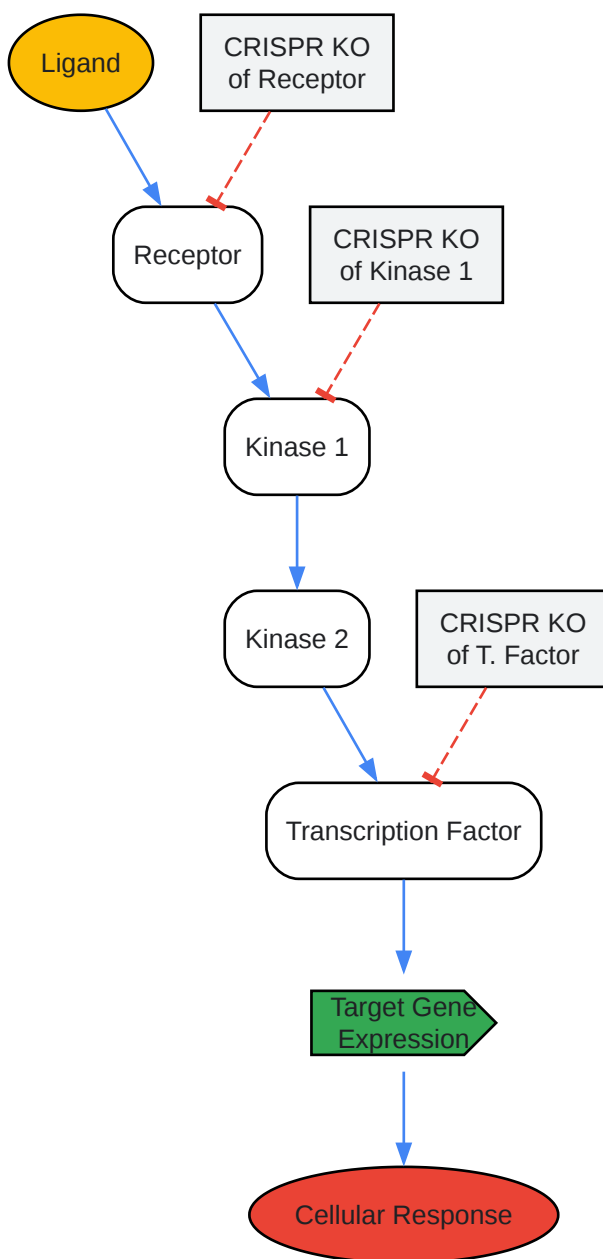 Ligand
CRISPR KO
of Receptor
Receptor
CRISPR KO
of Kinase 1
Kinase 1
Kinase 2
CRISPR KO
of T. Factor
Transcription Factor
Target Gene
Expression
Cellular Response